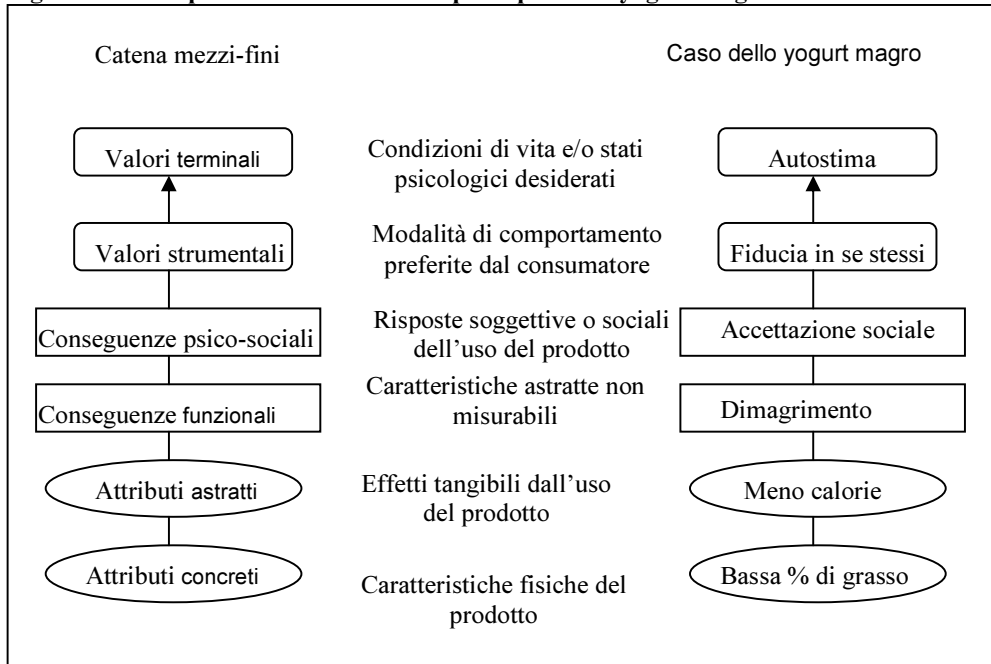 Catena mezzi-fini
Caso dello yogurt magro
Valori terminali
Condizioni di vita e/o stati
psicologici desiderati
Autostima
Valori strumentali
Modalità di comportamento
preferite dal consumatore
Fiducia in se stessi
Conseguenze psico-sociali
Risposte soggettive o sociali
dell'uso del prodotto
Accettazione sociale
Conseguenze funzionali
Caratteristiche astratte non
misurabili
Dimagrimento
Attributi astratti
Effetti tangibili dall'uso
del prodotto
Meno calorie
Attributi concreti
Caratteristiche fisiche del
prodotto
Bassa % di grasso